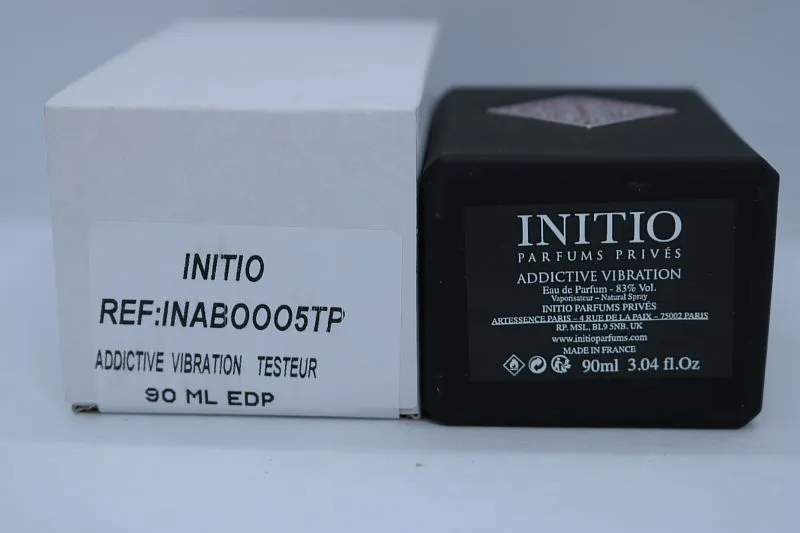 INITIO
REF:INAB0005TP
ADDICTIVE VIBRATION TESTEUR
90 ML EDP
INITIO
PARFUMS PRIVÉS
ADDICTIVE VIBRATION
Eau de Parfum - 83% Vol.
Vaporisateur – Natural Spray
INITIO PARFUMS PRIVÉS
ARTESSENCE PARIS – 4 RUE DE LA PAIX – 75002 PARIS
RP. MSL, BL9 5NB. UK
www.initioparfums.com
MADE IN FRANCE
90ml 3.04 fl.Oz